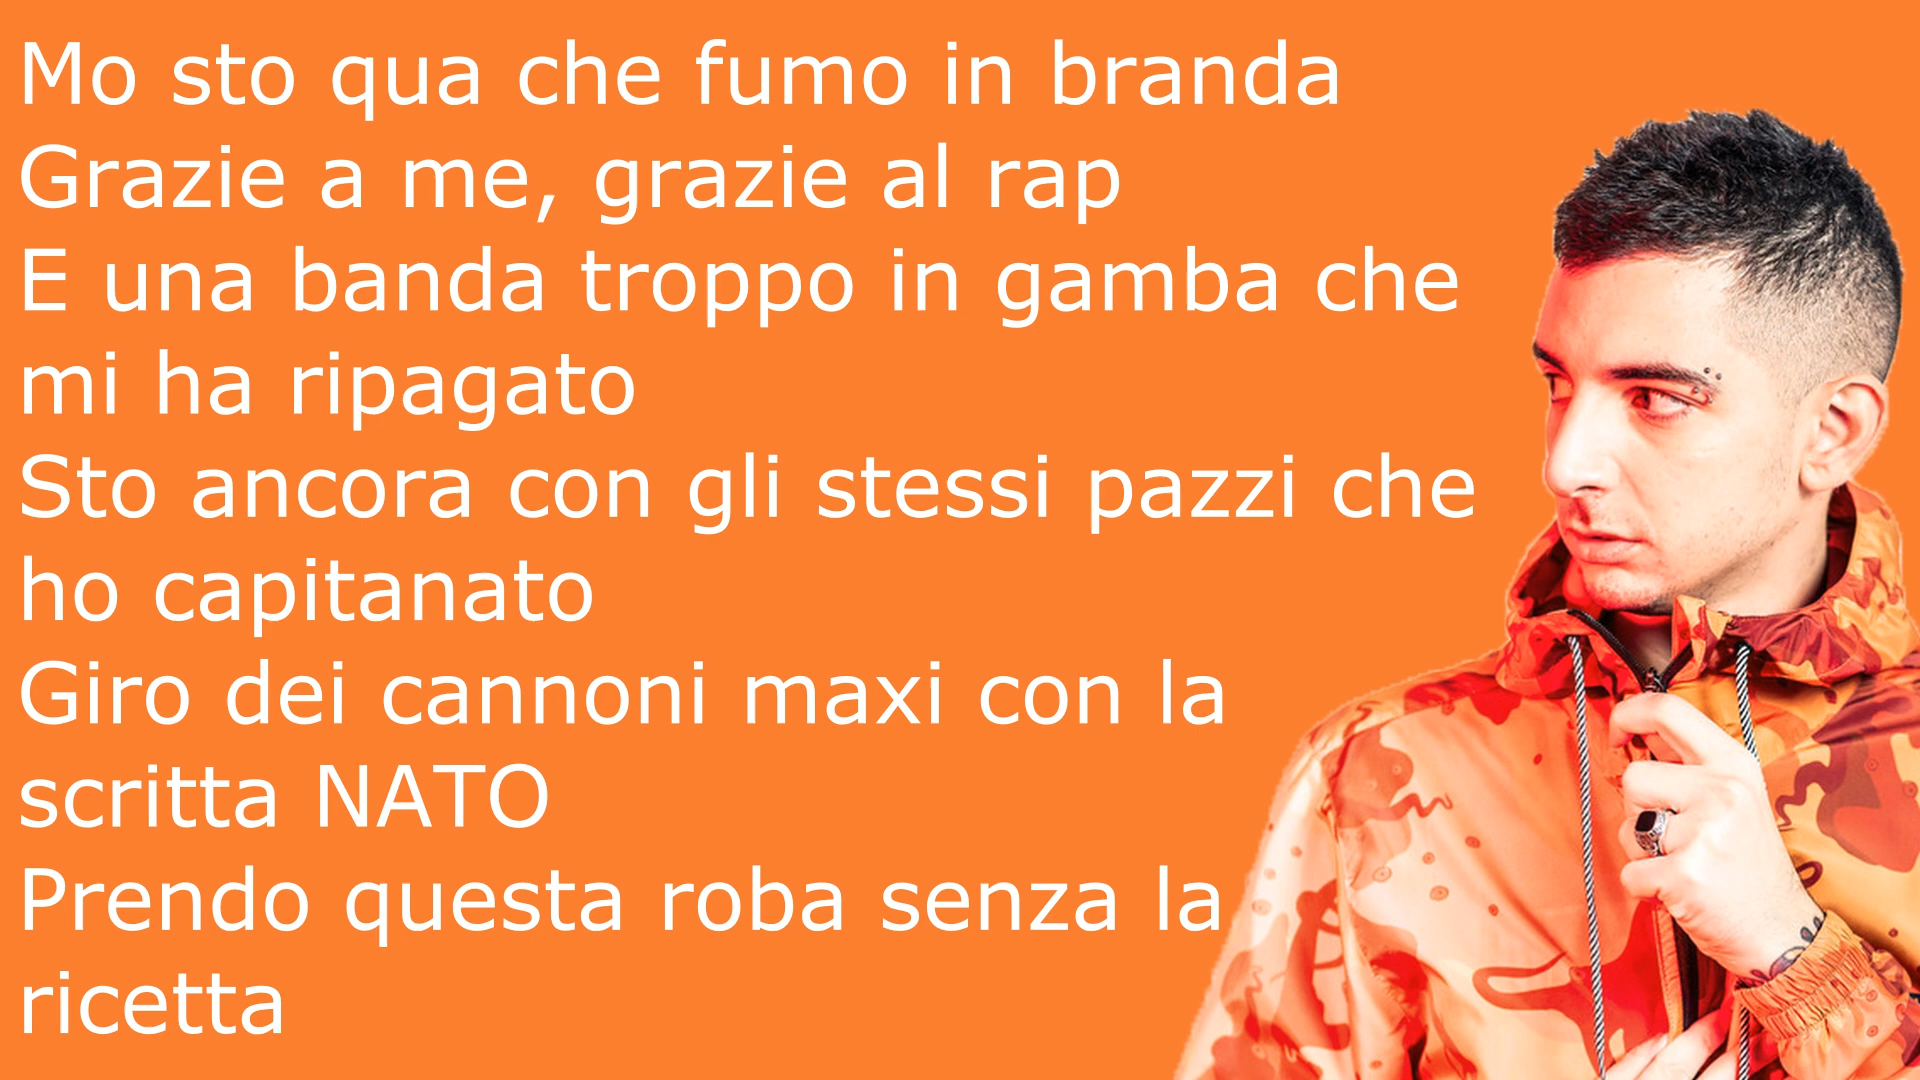 Mo sto qua che fumo in branda
Grazie a me, grazie al rap
E una banda troppo in gamba che
mi ha ripagato
Sto ancora con gli stessi pazzi che
ho capitanato
Giro dei cannoni maxi con la
scritta NATO
Prendo questa roba senza la
ricetta